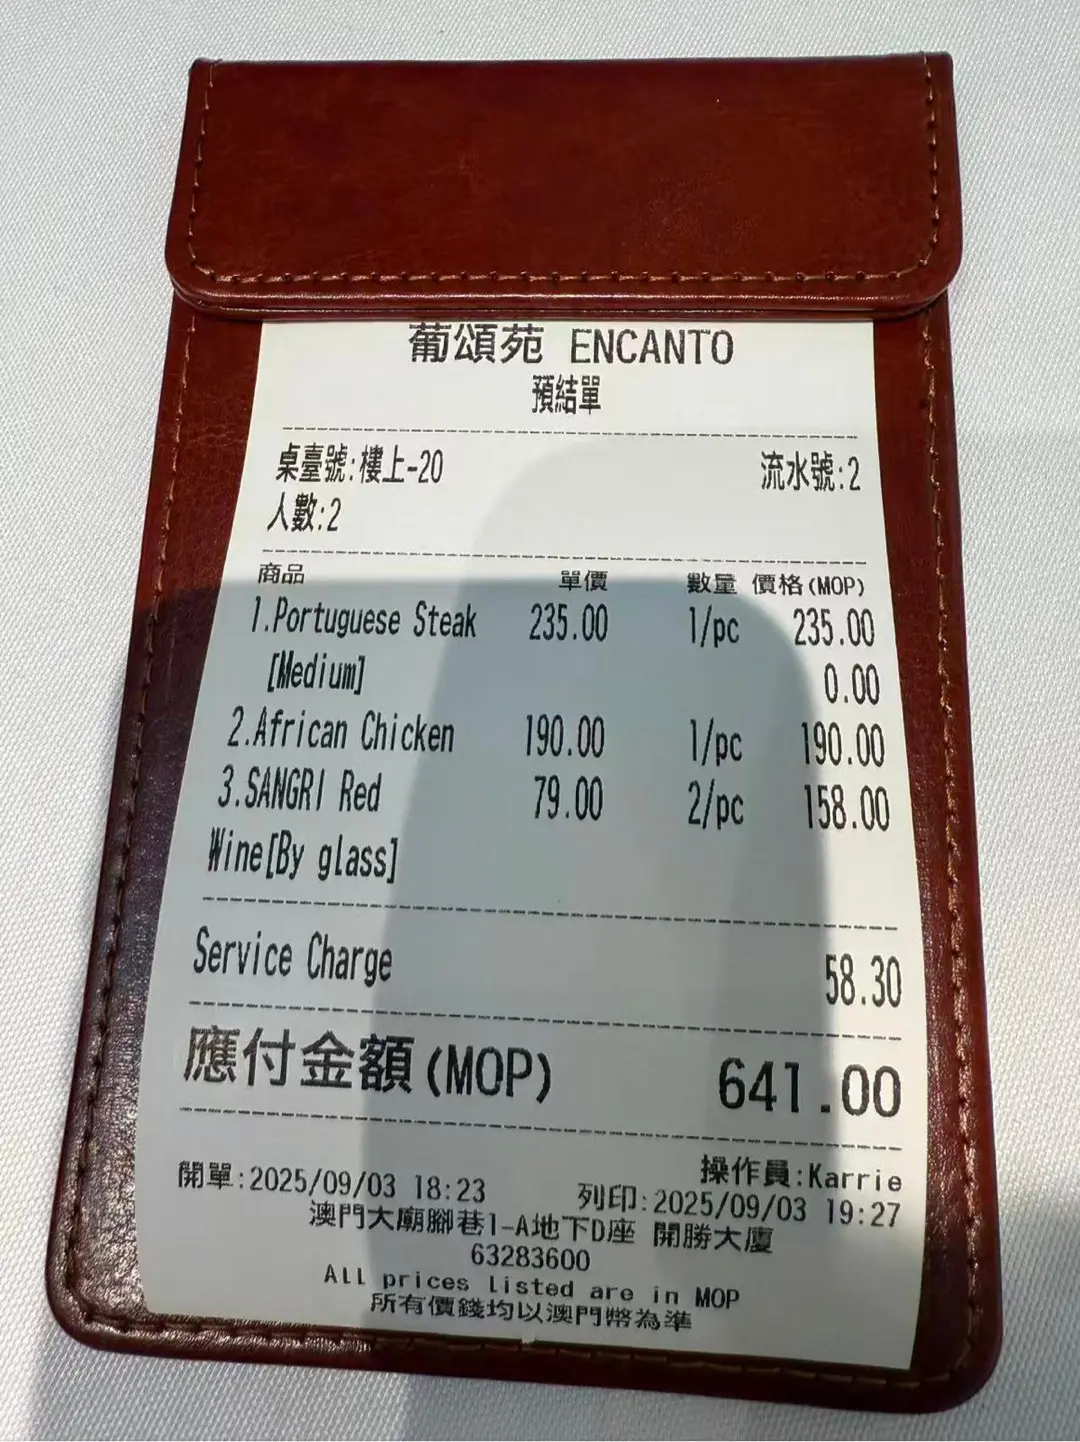 葡頌苑 ENCANTO
預結單
桌臺號:樓上-20 流水號:2
人數:2
商品 單價 數量 價格(MOP)
1.Portuguese Steak 235.00 1/pc 235.00
[Medium] 0.00
2.African Chicken 190.00 1/pc 190.00
3.SANGRI Red 79.00 2/pc 158.00
Wine[By glass]
Service Charge 58.30
應付金額(MOP) 641.00
操作員:Karrie
開單:2025/09/03 18:23 列印:2025/09/03 19:27
澳門大廟腳巷1-A地下D座 開勝大廈
63283600
ALL prices listed are in MOP
所有價錢均以澳門幣為準